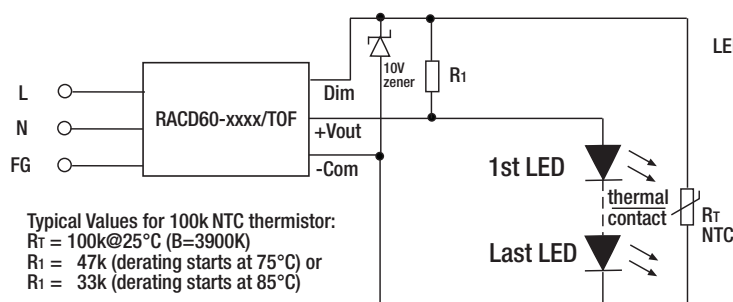 LE
10V
zener
R1
L
N
FG
RACD60-xxxx/TOF
Dim
+Vout
-Com
1st LED
thermal
contact
RT
NTC
Last LED
Typical Values for 100k NTC thermistor:
RT = 100k@25°C (B=3900K)
R1 = 47k (derating starts at 75°C) or
R1 = 33k (derating starts at 85°C)